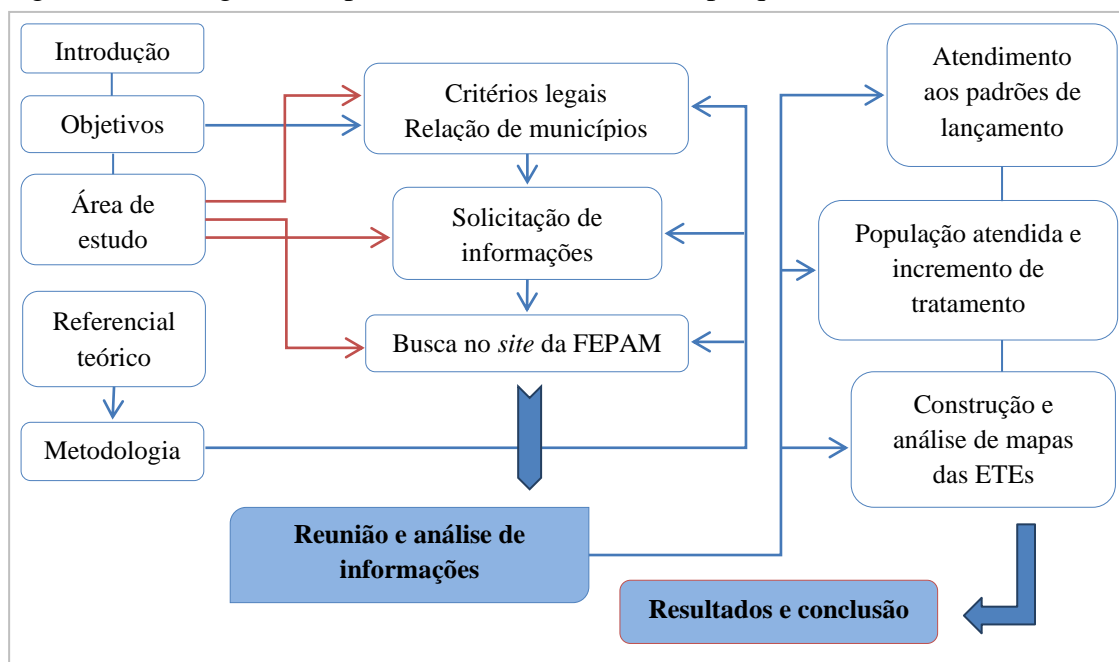 Introdução
Objetivos
Área de
estudo
Referencial
teórico
Metodologia
Critérios legais
Relação de municípios
Solicitação de
informações
Busca no site da FEPAM
Reunião e análise de
informações
Atendimento
aos padrões de
lançamento
População atendida e
incremento de
tratamento
Construção e
análise de mapas
das ETEs
Resultados e conclusão